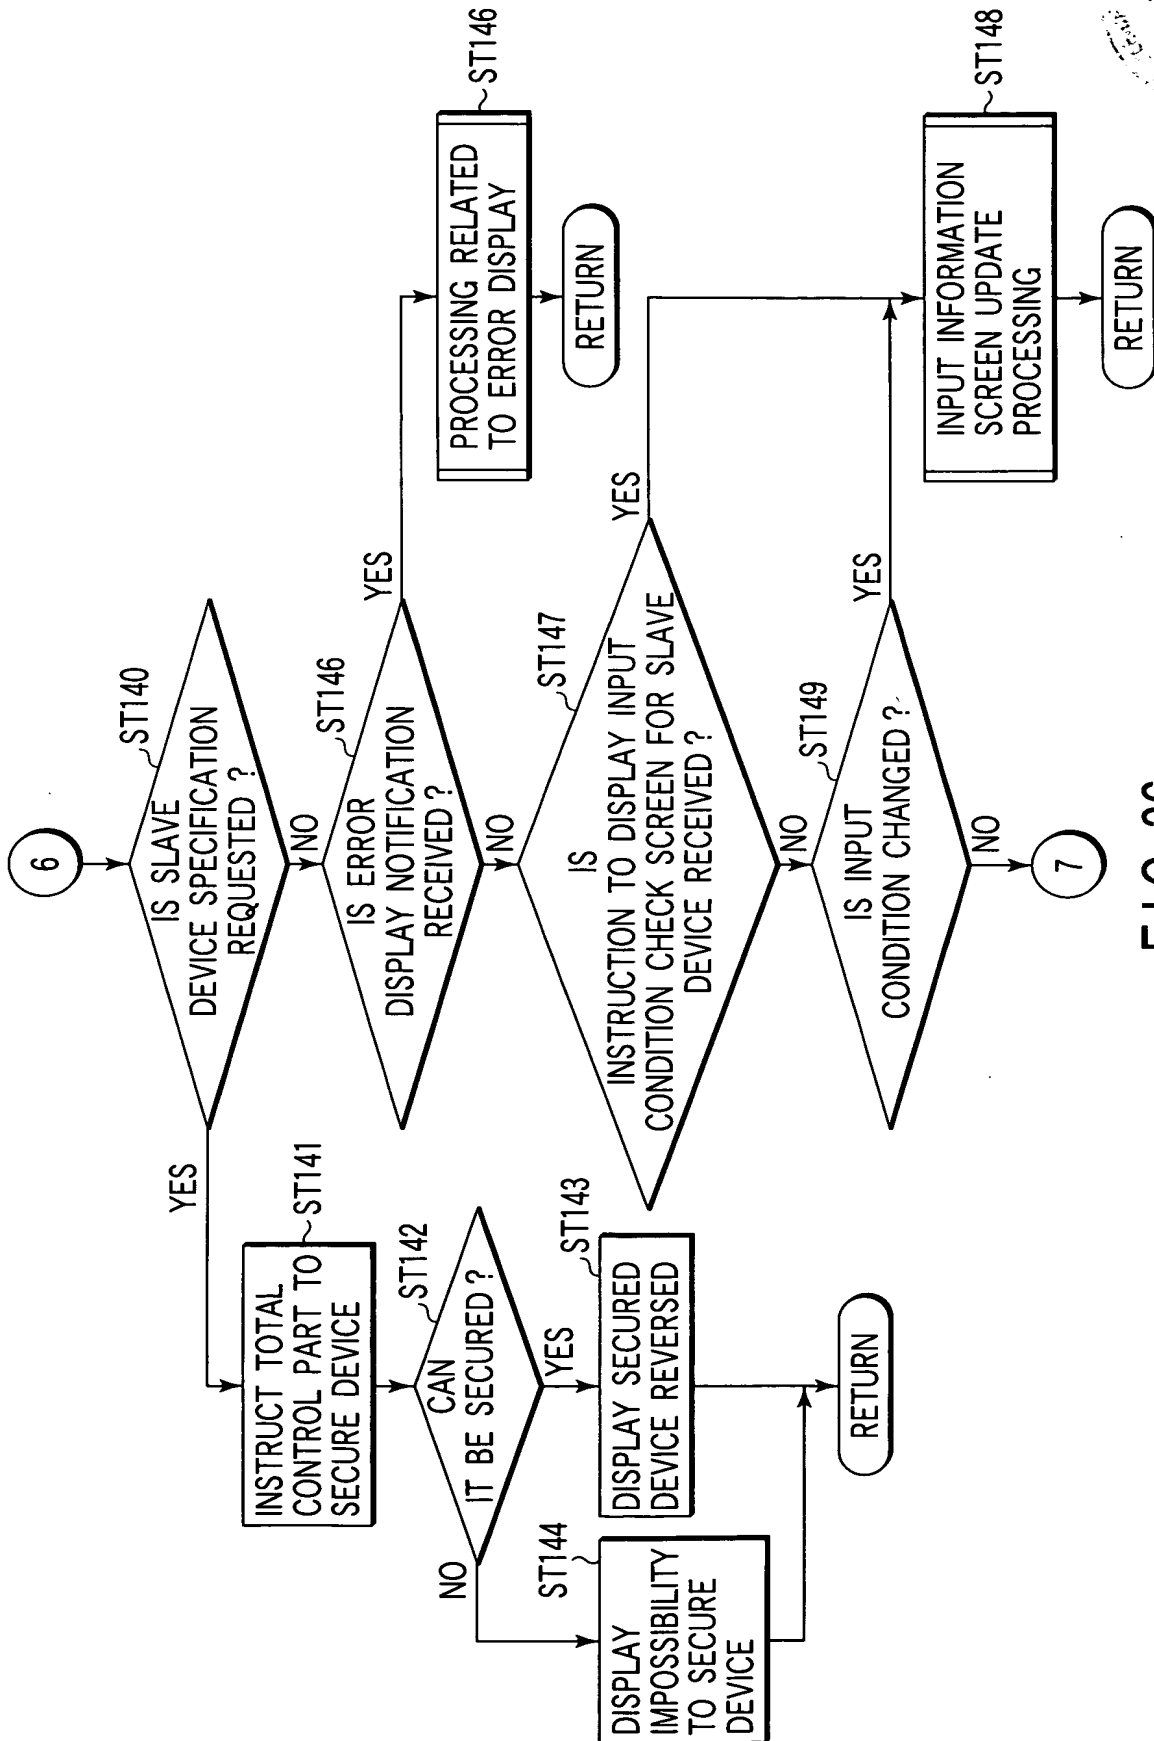 6
ST140
IS SLAVE
DEVICE SPECIFICATION
REQUESTED ?
YES
NO
INSTRUCT TOTAL
CONTROL PART TO
SECURE DEVICE
ST141
ST142
CAN
IT BE SECURED ?
NO
YES
ST143
DISPLAY SECURED
DEVICE REVERSED
ST144
DISPLAY
IMPOSSIBILITY
TO SECURE
DEVICE
RETURN
ST146
IS ERROR
DISPLAY NOTIFICATION
RECEIVED ?
YES
NO
ST146
PROCESSING RELATED
TO ERROR DISPLAY
RETURN
ST147
IS
INSTRUCTION TO DISPLAY INPUT
CONDITION CHECK SCREEN FOR SLAVE
DEVICE RECEIVED ?
YES
NO
ST149
IS INPUT
CONDITION CHANGED ?
YES
NO
ST148
INPUT INFORMATION
SCREEN UPDATE
PROCESSING
RETURN
7